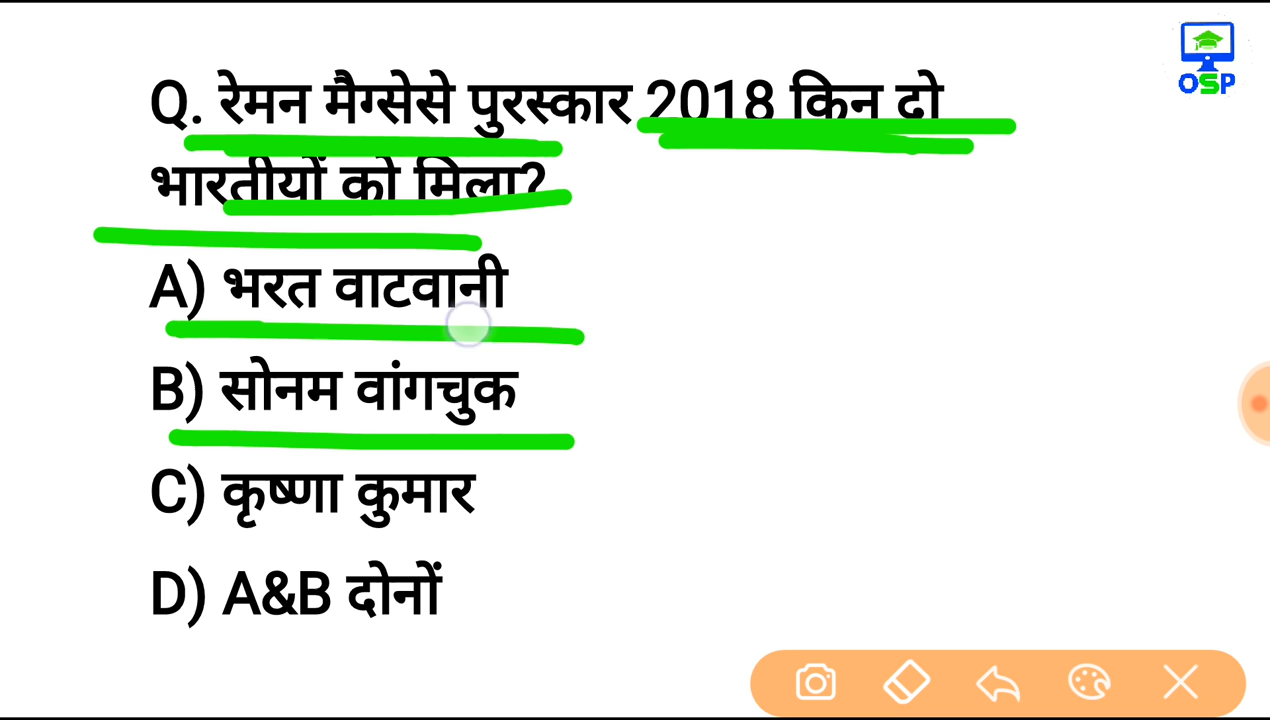 OSP
Q. रेमन मैग्सेसे पुरस्कार 2018 किन दो
भारतीयों को मिला?
A) भरत वाटवानी
B) सोनम वांगचुक
C) कृष्णा कुमार
D) A&B दोनों